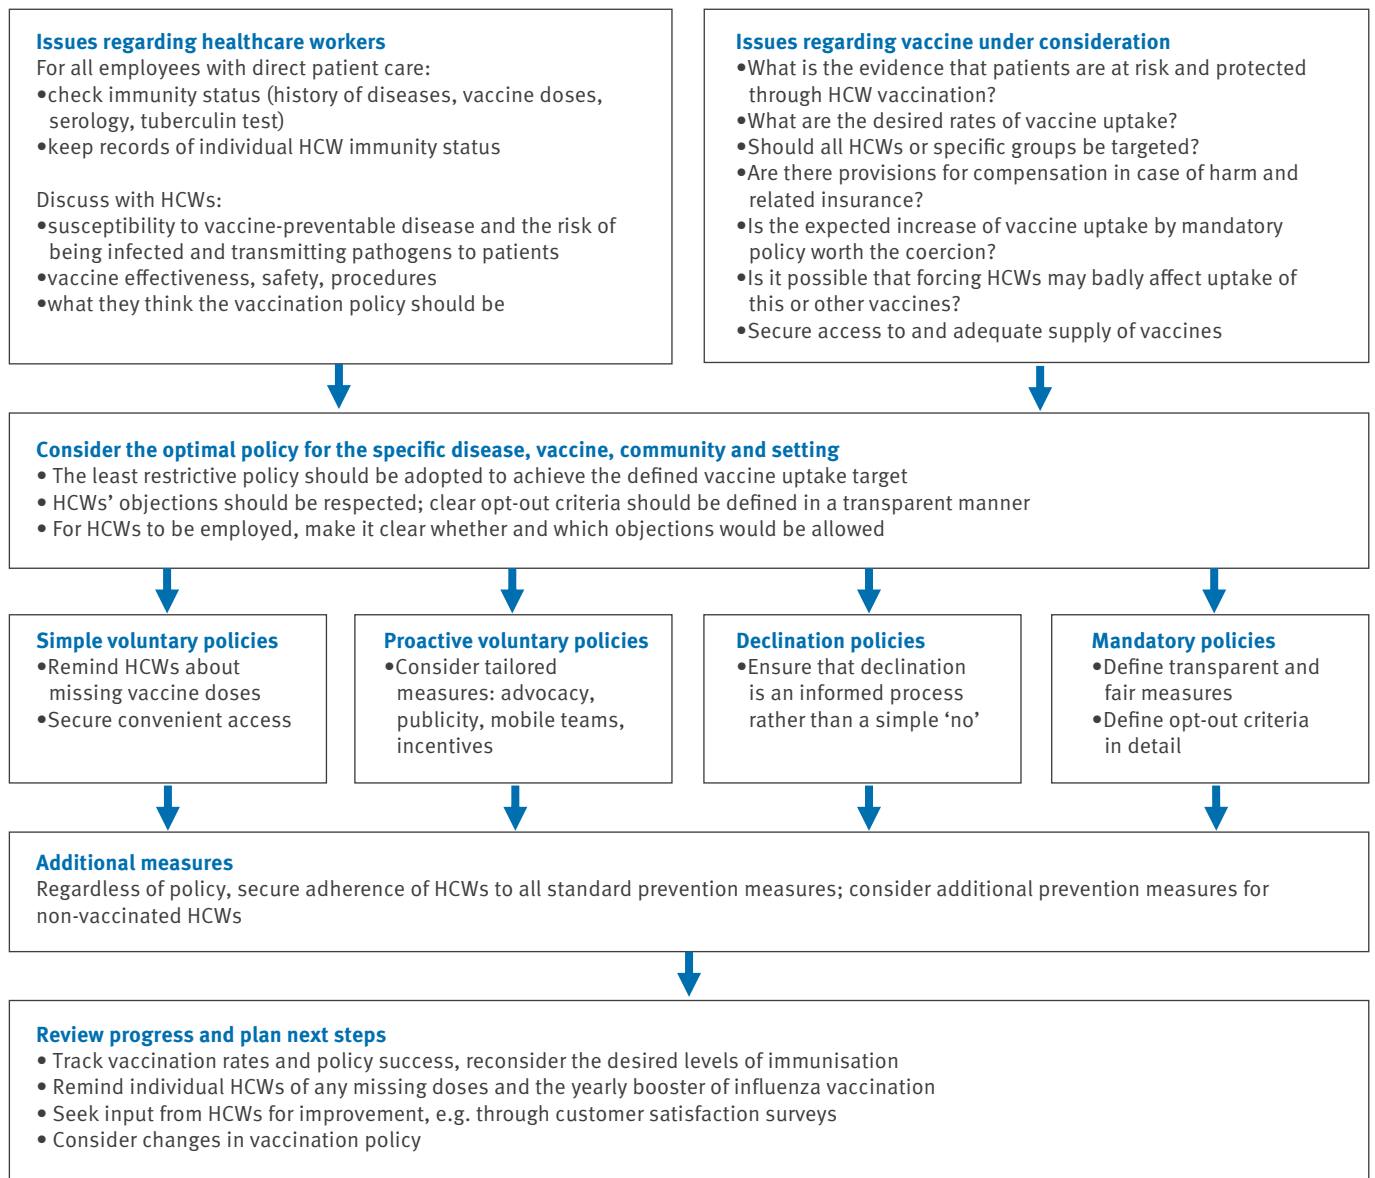 Issues regarding healthcare workers
For all employees with direct patient care:
•check immunity status (history of diseases, vaccine doses,
serology, tuberculin test)
•keep records of individual HCW immunity status
Discuss with HCWs:
•susceptibility to vaccine-preventable disease and the risk of
being infected and transmitting pathogens to patients
•vaccine effectiveness, safety, procedures
•what they think the vaccination policy should be
Issues regarding vaccine under consideration
•What is the evidence that patients are at risk and protected
through HCW vaccination?
•What are the desired rates of vaccine uptake?
•Should all HCWs or specific groups be targeted?
•Are there provisions for compensation in case of harm and
related insurance?
•Is the expected increase of vaccine uptake by mandatory
policy worth the coercion?
•Is it possible that forcing HCWs may badly affect uptake of
this or other vaccines?
•Secure access to and adequate supply of vaccines
Consider the optimal policy for the specific disease, vaccine, community and setting
• The least restrictive policy should be adopted to achieve the defined vaccine uptake target
• HCWs’ objections should be respected; clear opt-out criteria should be defined in a transparent manner
• For HCWs to be employed, make it clear whether and which objections would be allowed
Simple voluntary policies
•Remind HCWs about
missing vaccine doses
•Secure convenient access
Proactive voluntary policies
•Consider tailored
measures: advocacy,
publicity, mobile teams,
incentives
Declination policies
•Ensure that declination
is an informed process
rather than a simple ‘no’
Mandatory policies
•Define transparent and
fair measures
•Define opt-out criteria
in detail
Additional measures
Regardless of policy, secure adherence of HCWs to all standard prevention measures; consider additional prevention measures for
non-vaccinated HCWs
Review progress and plan next steps
• Track vaccination rates and policy success, reconsider the desired levels of immunisation
• Remind individual HCWs of any missing doses and the yearly booster of influenza vaccination
• Seek input from HCWs for improvement, e.g. through customer satisfaction surveys
• Consider changes in vaccination policy